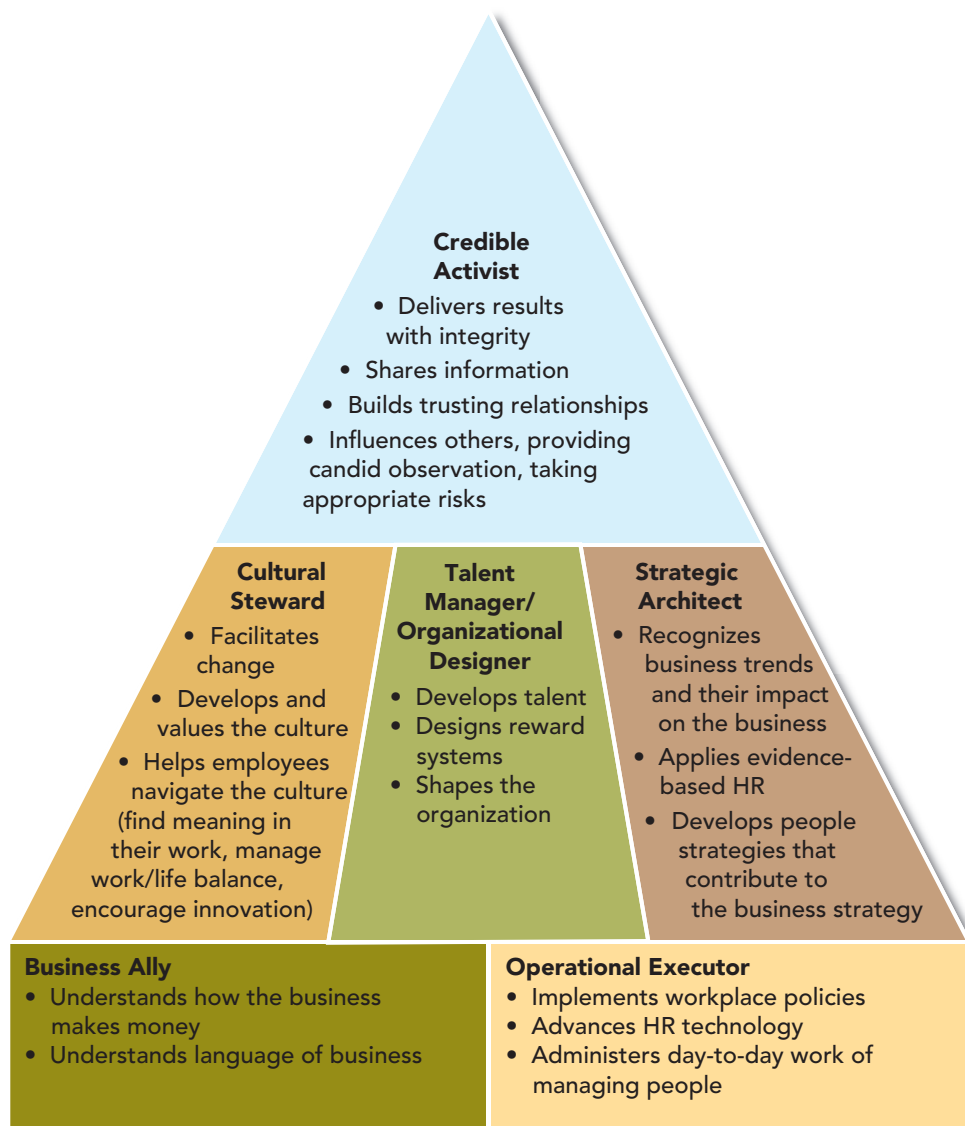 Credible
Activist
• Delivers results
with integrity
• Shares information
• Builds trusting relationships
• Influences others, providing
candid observation, taking
appropriate risks
Cultural
Steward
• Facilitates
change
• Develops and
values the culture
• Helps employees
navigate the culture
(find meaning in
their work, manage
work/life balance,
encourage innovation)
Talent
Manager/
Organizational
Designer
• Develops talent
• Designs reward
systems
• Shapes the
organization
Strategic
Architect
• Recognizes
business trends
and their impact
on the business
• Applies evidence-
based HR
• Develops people
strategies that
contribute to
the business strategy
Business Ally
• Understands how the business
makes money
• Understands language of business
Operational Executor
• Implements workplace policies
• Advances HR technology
• Administers day-to-day work of
managing people